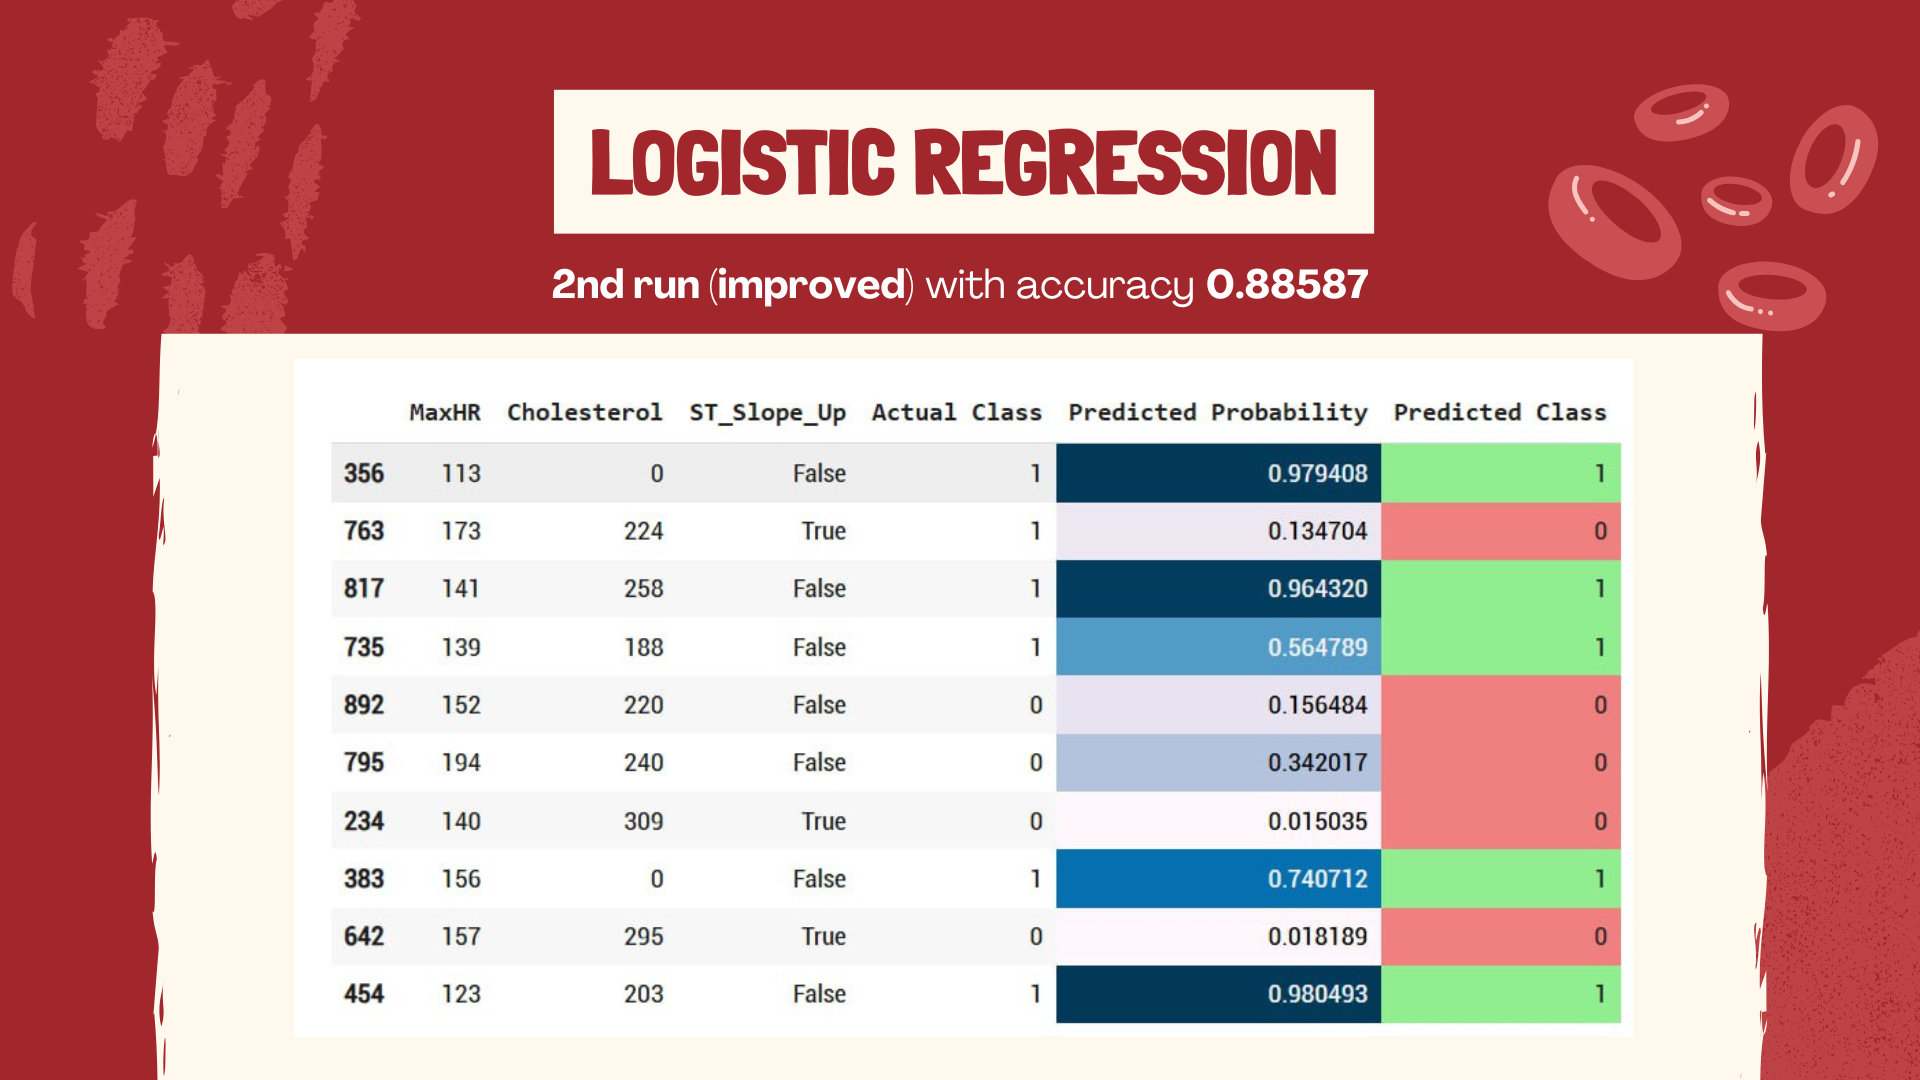 LOGISTIC REGRESSION
2nd run (improved) with accuracy 0.88587
MaxHR Cholesterol ST_Slope_Up Actual Class Predicted Probability Predicted Class
356 113 0 False 1 0.979408 1
763 173 224 True 1 0.134704 0
817 141 258 False 1 0.964320 1
735 139 188 False 1 0.564789 1
892 152 220 False 0 0.156484 0
795 194 240 False 0 0.342017 0
234 140 309 True 0 0.015035 0
383 156 0 False 1 0.740712 1
642 157 295 True 0 0.018189 0
454 123 203 False 1 0.980493 1